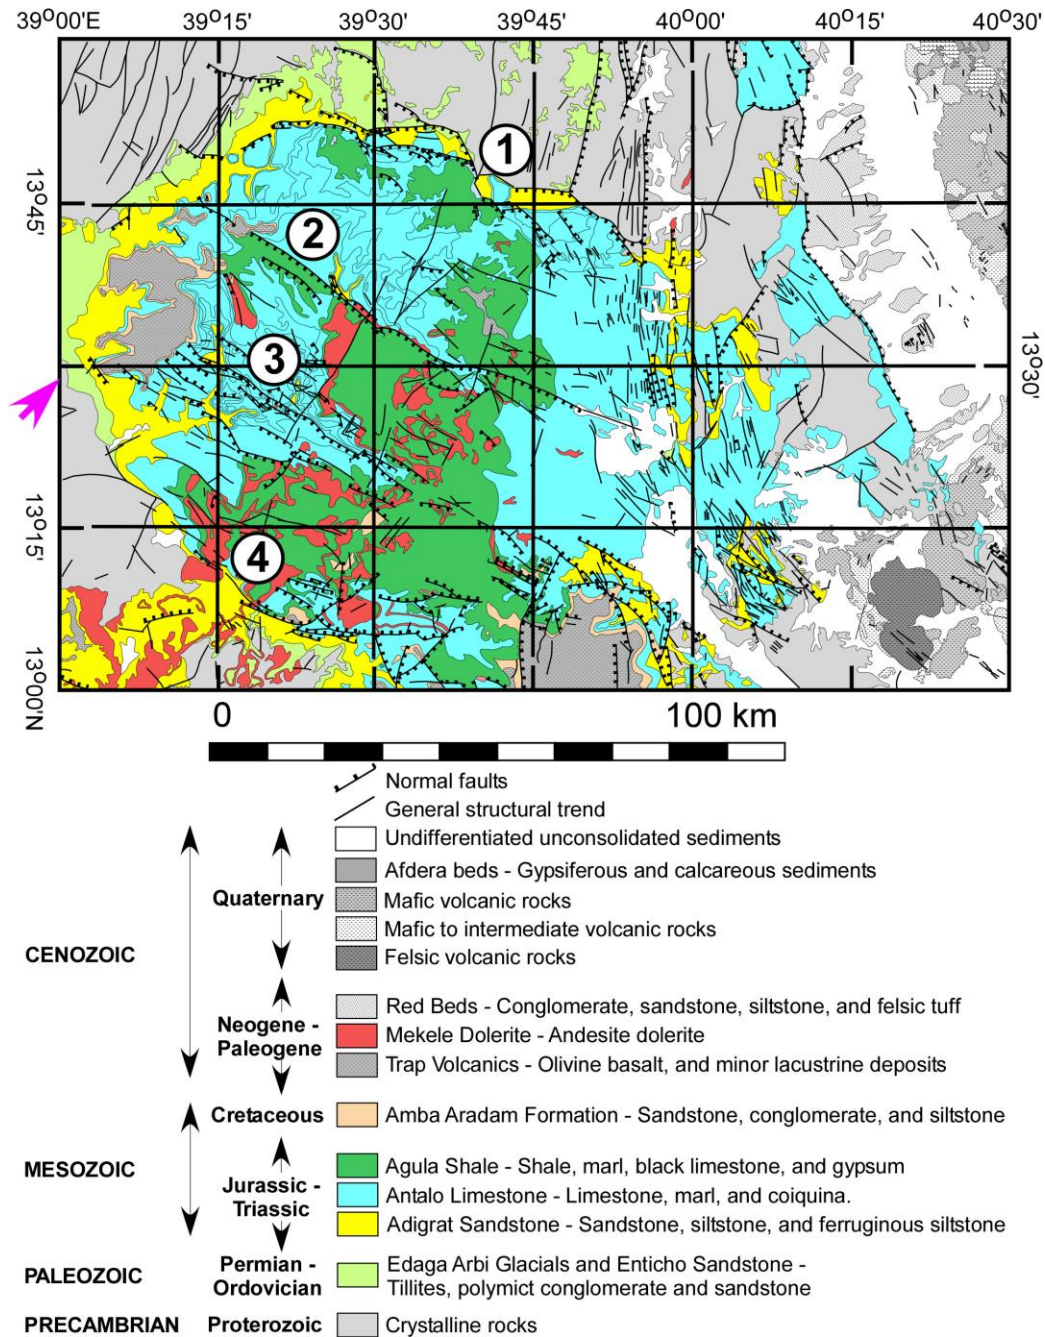 39°00'E 39°15' 39°30' 39°45' 40°00' 40°15' 40°30'
1
13°45'
2
3
13°30'
13°15'
4
13°00'N
0 100 km
Normal faults
General structural trend
Undifferentiated unconsolidated sediments
Afdera beds - Gypsiferous and calcareous sediments
Quaternary
Mafic volcanic rocks
Mafic to intermediate volcanic rocks
CENOZOIC
Felsic volcanic rocks
Red Beds - Conglomerate, sandstone, siltstone, and felsic tuff
Neogene -
Paleogene
Mekele Dolerite - Andesite dolerite
Trap Volcanics - Olivine basalt, and minor lacustrine deposits
Cretaceous
Amba Aradam Formation - Sandstone, conglomerate, and siltstone
MESOZOIC
Agula Shale - Shale, marl, black limestone, and gypsum
Jurassic -
Triassic
Antalo Limestone - Limestone, marl, and coiquina.
Adigrat Sandstone - Sandstone, siltstone, and ferruginous siltstone
PALEOZOIC
Permian -
Ordovician
Edaga Arbi Glacials and Enticho Sandstone -
Tillites, polymict conglomerate and sandstone
PRECAMBRIAN Proterozoic Crystalline rocks